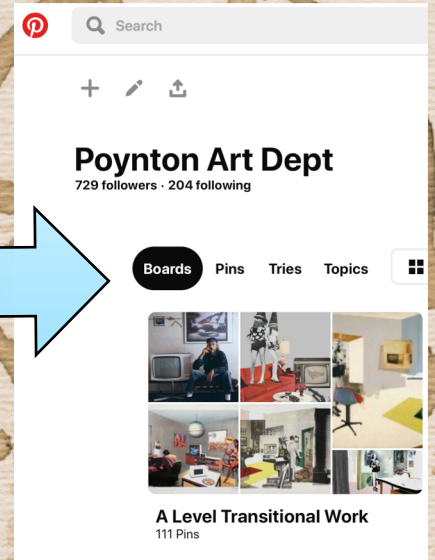 Search
Poynton Art Dept
729 followers · 204 following
Boards Pins Tries Topics
A Level Transitional Work
111 Pins